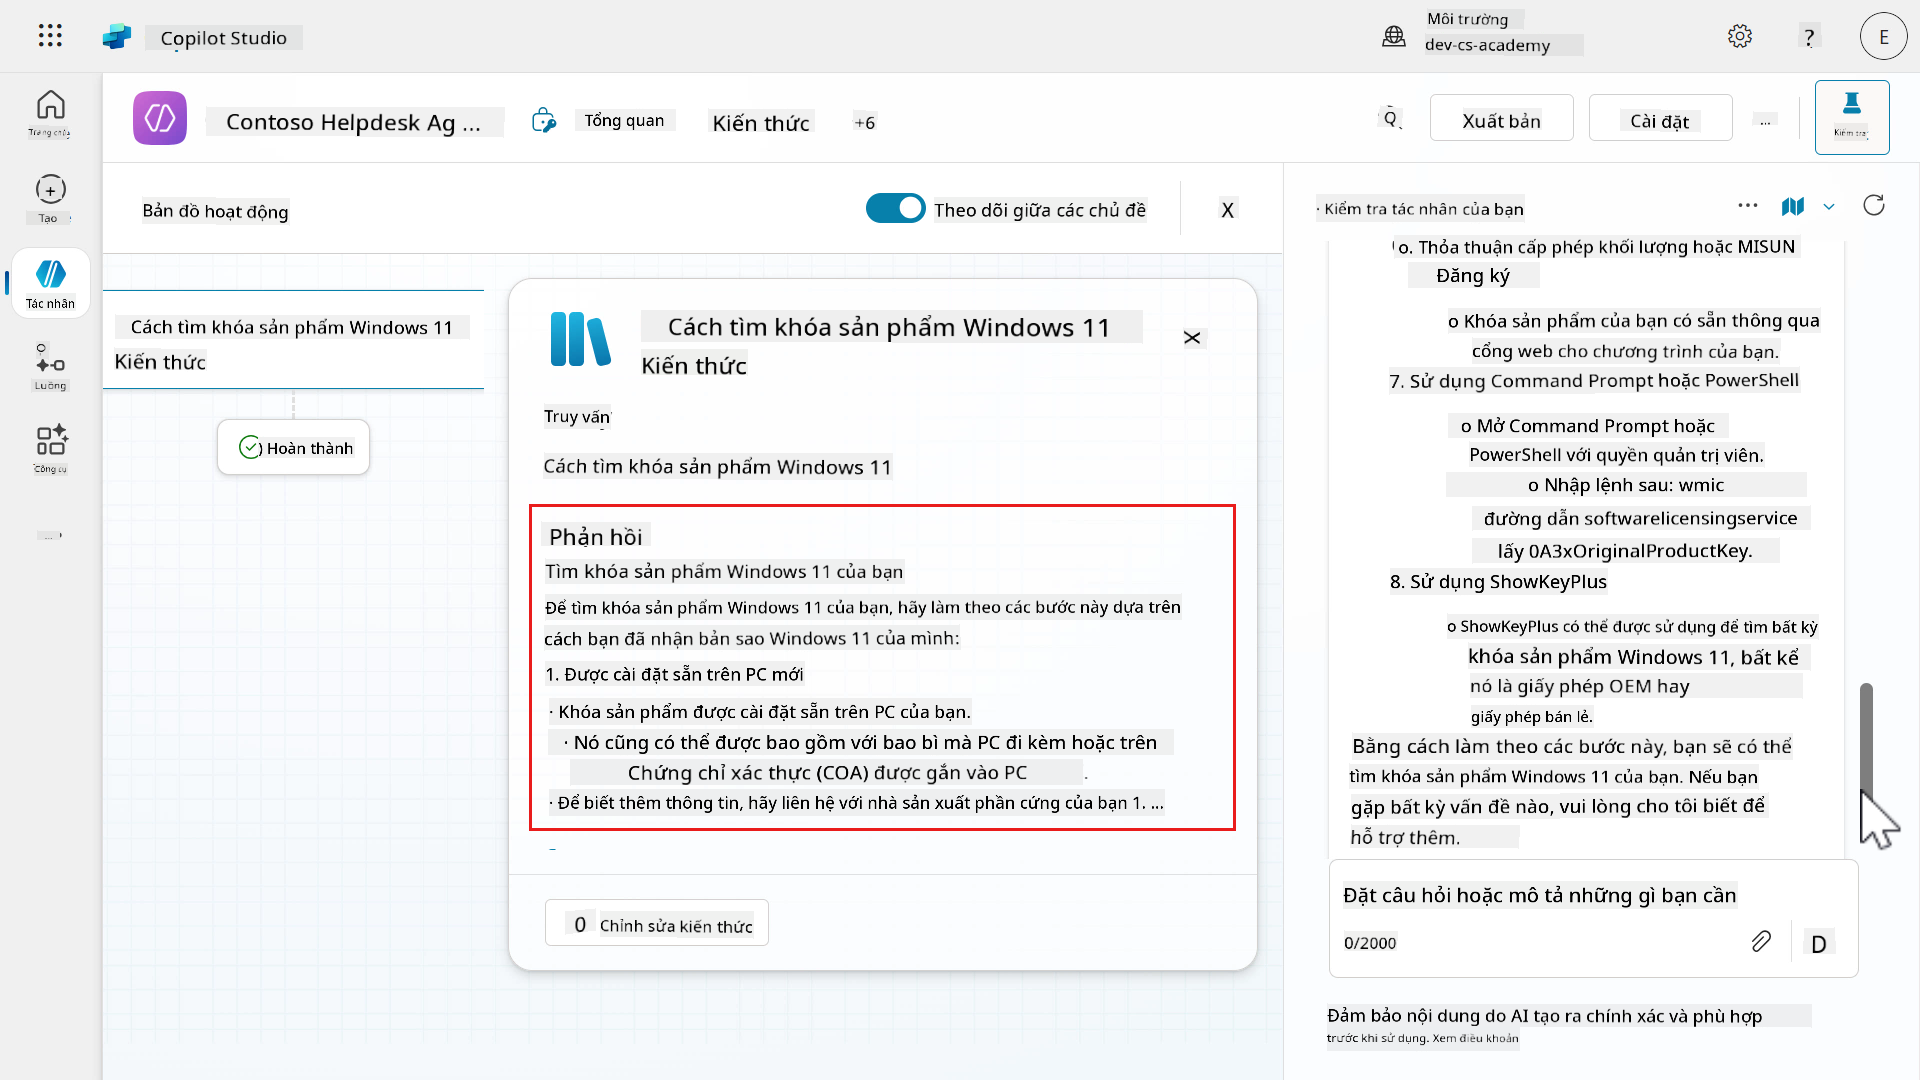 Copilot Studio
Môi trường
dev-cs-academy
?
E
Trang chủ
Contoso Helpdesk Ag ...
Tổng quan
Kiến thức
+6
Q
Xuất bản
Cài đặt
...
Kiểm tra
Tạo
Tác nhân
Luồng
Công cụ
...
Bản đồ hoạt động
Theo dõi giữa các chủ đề
X
Cách tìm khóa sản phẩm Windows 11
Kiến thức
Hoàn thành
Cách tìm khóa sản phẩm Windows 11
Kiến thức
Truy vấn
Cách tìm khóa sản phẩm Windows 11
Phản hồi
Tìm khóa sản phẩm Windows 11 của bạn
Để tìm khóa sản phẩm Windows 11 của bạn, hãy làm theo các bước này dựa trên
cách bạn đã nhận bản sao Windows 11 của mình:
1. Được cài đặt sẵn trên PC mới
· Khóa sản phẩm được cài đặt sẵn trên PC của bạn.
· Nó cũng có thể được bao gồm với bao bì mà PC đi kèm hoặc trên
Chứng chỉ xác thực (COA) được gắn vào PC .
· Để biết thêm thông tin, hãy liên hệ với nhà sản xuất phần cứng của bạn 1. ...
0 Chỉnh sửa kiến thức
· Kiểm tra tác nhân của bạn
o. Thỏa thuận cấp phép khối lượng hoặc MISUN
Đăng ký
o Khóa sản phẩm của bạn có sẵn thông qua
cổng web cho chương trình của bạn.
7. Sử dụng Command Prompt hoặc PowerShell
o Mở Command Prompt hoặc
PowerShell với quyền quản trị viên.
o Nhập lệnh sau: wmic
đường dẫn softwarelicensingservice
lấy 0A3xOriginalProductKey.
8. Sử dụng ShowKeyPlus
o ShowKeyPlus có thể được sử dụng để tìm bất kỳ
khóa sản phẩm Windows 11, bất kể
nó là giấy phép OEM hay
giấy phép bán lẻ.
Bằng cách làm theo các bước này, bạn sẽ có thể
tìm khóa sản phẩm Windows 11 của bạn. Nếu bạn
gặp bất kỳ vấn đề nào, vui lòng cho tôi biết để
hỗ trợ thêm.
Đặt câu hỏi hoặc mô tả những gì bạn cần
0/2000
D
Đảm bảo nội dung do AI tạo ra chính xác và phù hợp
trước khi sử dụng. Xem điều khoản